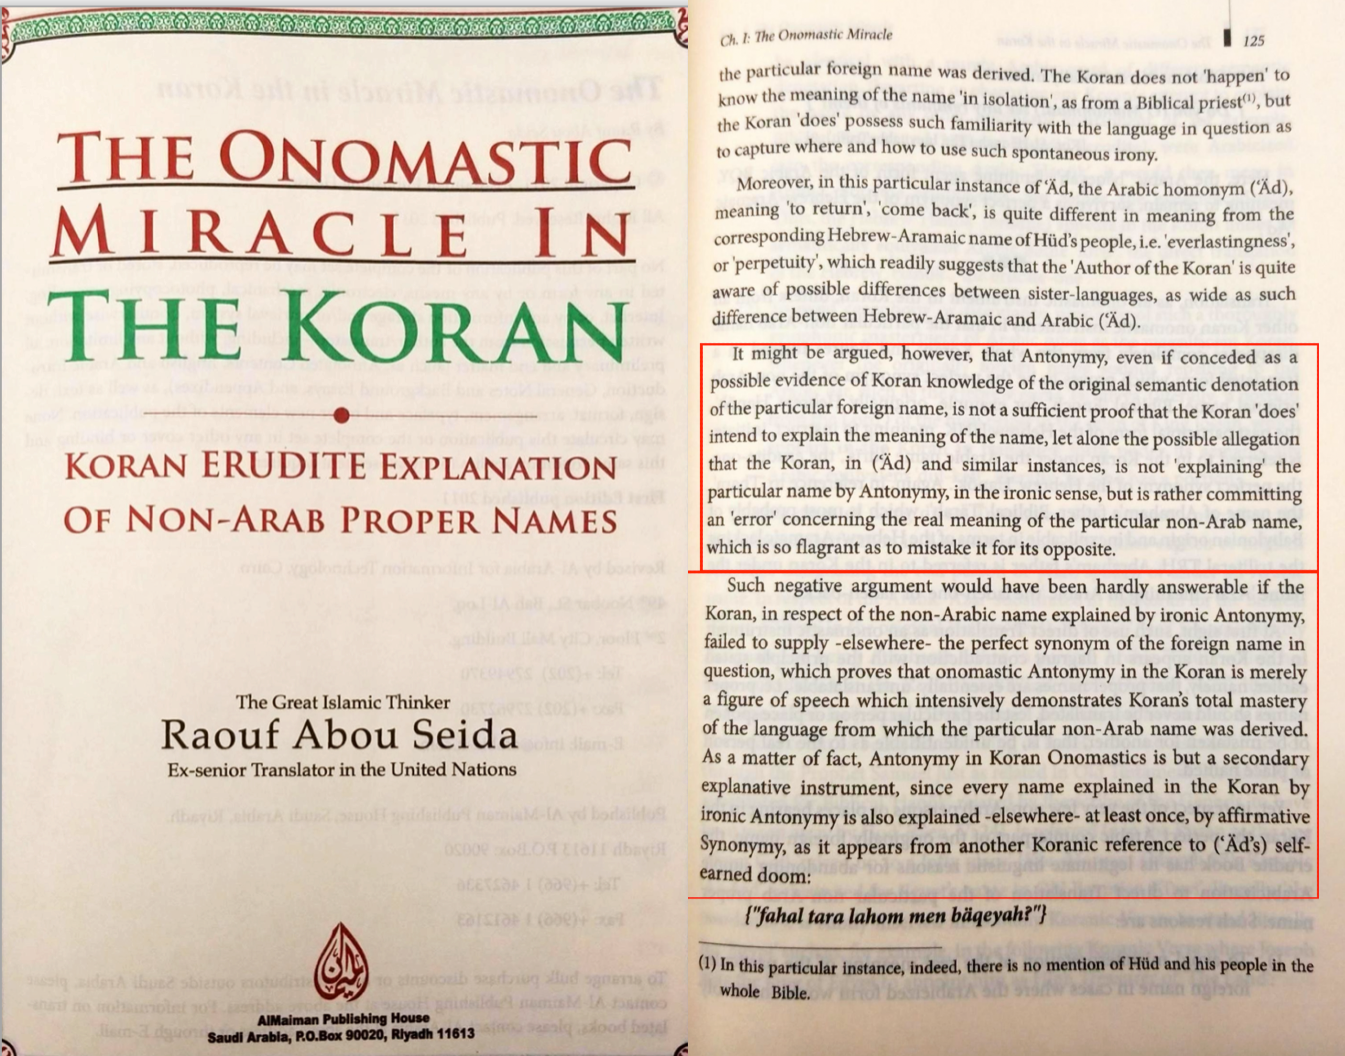 THE ONOMASTIC
MIRACLE IN
THE KORAN
KORAN ERUDITE EXPLANATION
OF NON-ARAB PROPER NAMES
The Great Islamic Thinker
Raouf Abou Seida
Ex-senior Translator in the United Nations
AlMaiman Publishing House
Saudi Arabia, P.O.Box 90020, Riyadh 11613
Ch. I: The Onomastic Miracle 125
the particular foreign name was derived. The Koran does not 'happen' to
know the meaning of the name 'in isolation', as from a Biblical priest(1), but
the Koran 'does' possess such familiarity with the language in question as
to capture where and how to use such spontaneous irony.
Moreover, in this particular instance of ‘Äd, the Arabic homonym (‘Äd),
meaning 'to return', 'come back', is quite different in meaning from the
corresponding Hebrew-Aramaic name of Hüd's people, i.e. 'everlastingness',
or 'perpetuity', which readily suggests that the 'Author of the Koran' is quite
aware of possible differences between sister-languages, as wide as such
difference between Hebrew-Aramaic and Arabic (‘Äd).
It might be argued, however, that Antonymy, even if conceded as a
possible evidence of Koran knowledge of the original semantic denotation
of the particular foreign name, is not a sufficient proof that the Koran 'does'
intend to explain the meaning of the name, let alone the possible allegation
that the Koran, in (‘Äd) and similar instances, is not 'explaining' the
particular name by Antonymy, in the ironic sense, but is rather committing
an 'error' concerning the real meaning of the particular non-Arab name,
which is so flagrant as to mistake it for its opposite.
Such negative argument would have been hardly answerable if the
Koran, in respect of the non-Arabic name explained by ironic Antonymy,
failed to supply -elsewhere- the perfect synonym of the foreign name in
question, which proves that onomastic Antonymy in the Koran is merely
a figure of speech which intensively demonstrates Koran's total mastery
of the language from which the particular non-Arab name was derived.
As a matter of fact, Antonymy in Koran Onomastics is but a secondary
explanative instrument, since every name explained in the Koran by
ironic Antonymy is also explained -elsewhere- at least once, by affirmative
Synonymy, as it appears from another Koranic reference to (‘Äd's) self-
earned doom:
{"fahal tara lahom men bäqeyah?"}
(1) In this particular instance, indeed, there is no mention of Hüd and his people in the
whole Bible.